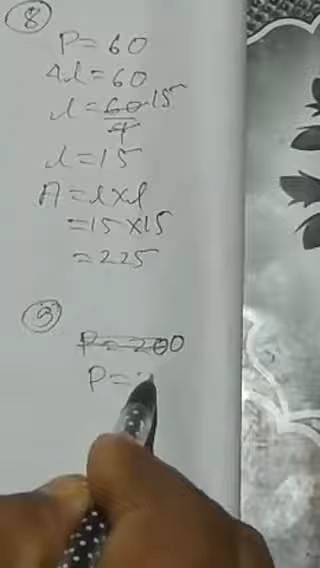 8
P=60
4l=60
l=60 15
4
l=15
A=l×l
=15×15
=225
9
P=200
P=